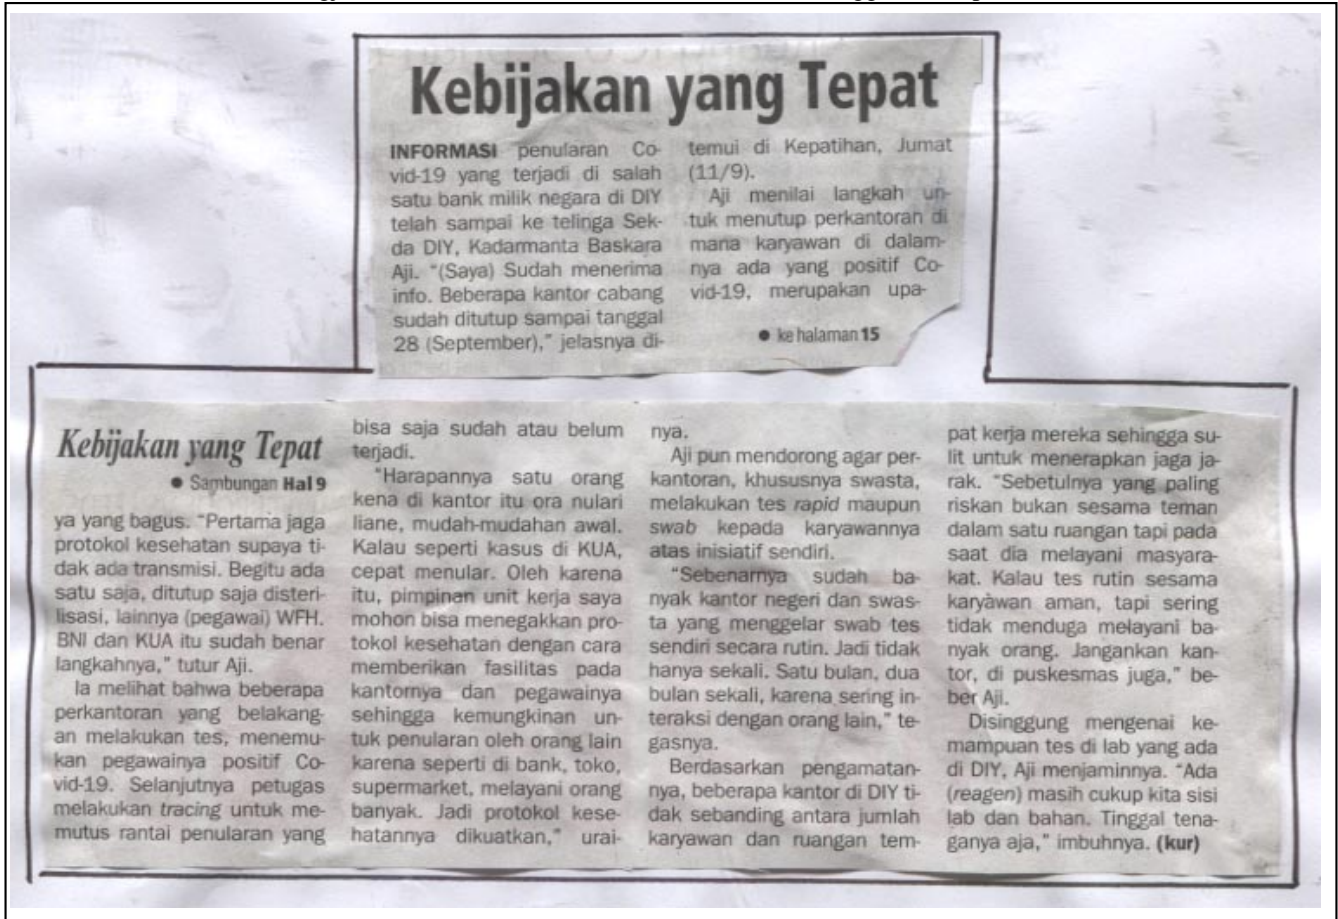 Kebijakan yang Tepat
INFORMASI penularan Co-
vid-19 yang terjadi di salah
satu bank milik negara di DIY
telah sampai ke telinga Sek-
da DIY, Kadarmanta Baskara
Aji. “(Saya) Sudah menerima
info. Beberapa kantor cabang
sudah ditutup sampai tanggal
28 (September),” jelasnya di-
temui di Kepatihan, Jumat
(11/9).
Aji menilai langkah un-
tuk menutup perkantoran di
mana karyawan di dalam-
nya ada yang positif Co-
vid-19, merupakan upa-
● ke halaman 15
Kebijakan yang Tepat
● Sambungan Hal 9
ya yang bagus. “Pertama jaga
protokol kesehatan supaya ti-
dak ada transmisi. Begitu ada
satu saja, ditutup saja disteri-
lisasi, lainnya (pegawai) WFH.
BNI dan KUA itu sudah benar
langkahnya,” tutur Aji.
Ia melihat bahwa beberapa
perkantoran yang belakang-
an melakukan tes, menemu-
kan pegawainya positif Co-
vid-19. Selanjutnya petugas
melakukan tracing untuk me-
mutus rantai penularan yang
bisa saja sudah atau belum
terjadi.
“Harapannya satu orang
kena di kantor itu ora nulari
liane, mudah-mudahan awal.
Kalau seperti kasus di KUA,
cepat menular. Oleh karena
itu, pimpinan unit kerja saya
mohon bisa menegakkan pro-
tokol kesehatan dengan cara
memberikan fasilitas pada
kantornya dan pegawainya
sehingga kemungkinan un-
tuk penularan oleh orang lain
karena seperti di bank, toko,
supermarket, melayani orang
banyak. Jadi protokol kese-
hatannya dikuatkan,” urai-
nya.
Aji pun mendorong agar per-
kantoran, khususnya swasta,
melakukan tes rapid maupun
swab kepada karyawannya
atas inisiatif sendiri.
“Sebenarnya sudah ba-
nyak kantor negeri dan swas-
ta yang menggelar swab tes
sendiri secara rutin. Jadi tidak
hanya sekali. Satu bulan, dua
bulan sekali, karena sering in-
teraksi dengan orang lain,” te-
gasnya.
Berdasarkan pengamatan-
nya, beberapa kantor di DIY ti-
dak sebanding antara jumlah
karyawan dan ruangan tem-
pat kerja mereka sehingga su-
lit untuk menerapkan jaga ja-
rak. “Sebetulnya yang paling
riskan bukan sesama teman
dalam satu ruangan tapi pada
saat dia melayani masyara-
kat. Kalau tes rutin sesama
karyawan aman, tapi sering
tidak menduga melayani ba-
nyak orang. Jangankan kan-
tor, di puskesmas juga,” be-
ber Aji.
Disinggung mengenai ke-
mampuan tes di lab yang ada
di DIY, Aji menjaminnya. “Ada
(reagen) masih cukup kita sisi
lab dan bahan. Tinggal tena-
ganya aja,” imbuhnya. (kur)